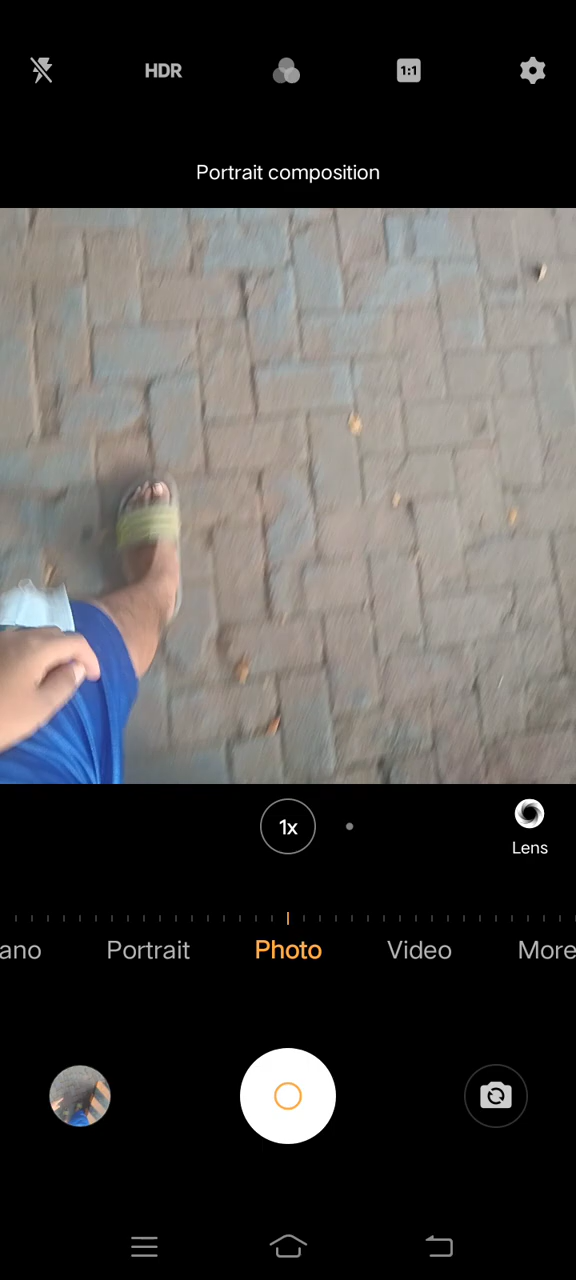 HDR
1:1
Portrait composition
1x
Lens
ano
Portrait
Photo
Video
More